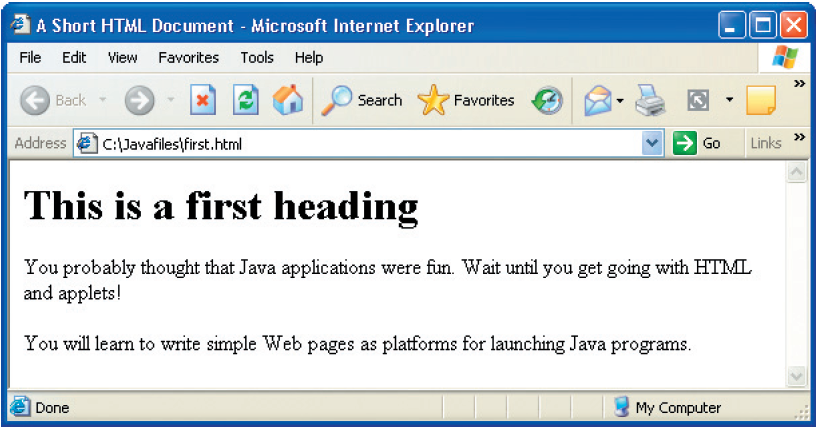 A Short HTML Document - Microsoft Internet Explorer
File Edit View Favorites Tools Help
Back Search Favorites »
Address C:\Javafiles\first.html Go Links »
This is a first heading
You probably thought that Java applications were fun. Wait until you get going with HTML
and applets!
You will learn to write simple Web pages as platforms for launching Java programs.
Done My Computer